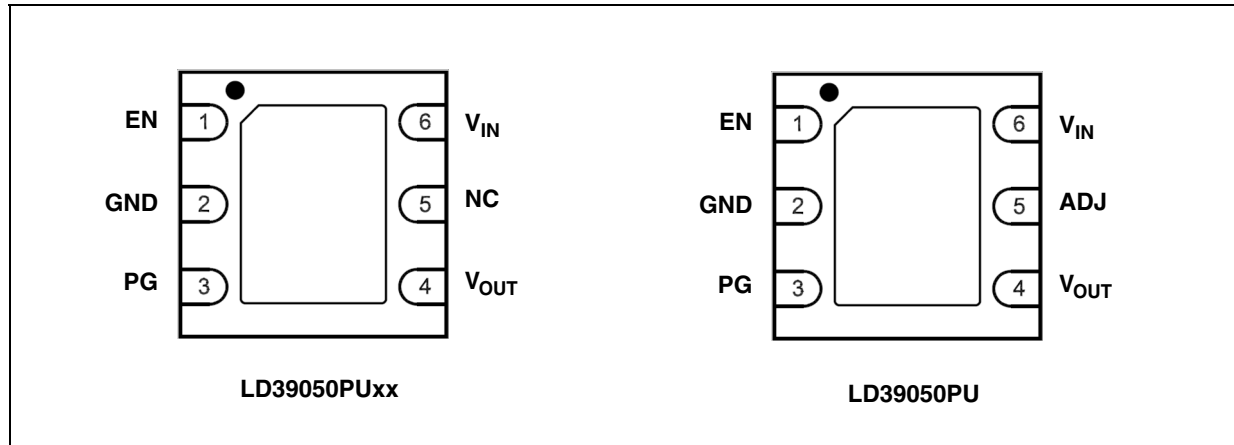 EN 1 6 VIN
GND 2 5 NC
PG 3 4 VOUT
LD39050PUxx
EN 1 6 VIN
GND 2 5 ADJ
PG 3 4 VOUT
LD39050PU